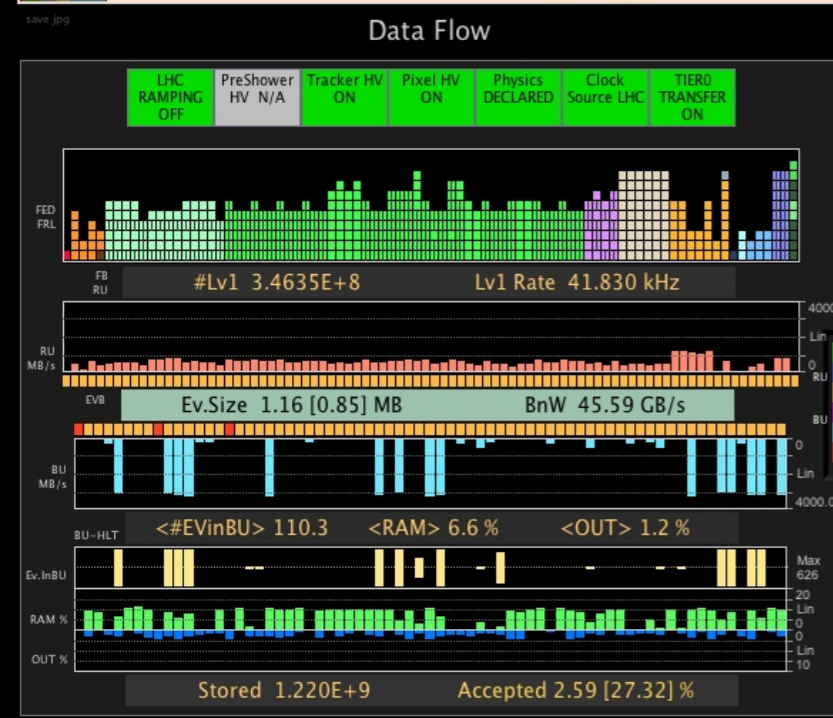 save jpg
Data Flow
LHC RAMPING OFF
PreShower HV N/A
Tracker HV ON
Pixel HV ON
Physics DECLARED
Clock Source LHC
TIER0 TRANSFER ON
FED
FRL
FB
RU
#Lv1 3.4635E+8 Lv1 Rate 41.830 kHz
4000
Lin
RU
MB/s
0
RU
EVB
Ev.Size 1.16 [0.85] MB BnW 45.59 GB/s
BU
0
BU
MB/s
Lin
4000.0
BU-HLT
<#EVinBU> 110.3 <RAM> 6.6 % <OUT> 1.2 %
Ev.InBU
Max
626
20
Lin
RAM %
0
0
Lin
OUT %
10
Stored 1.220E+9 Accepted 2.59 [27.32] %